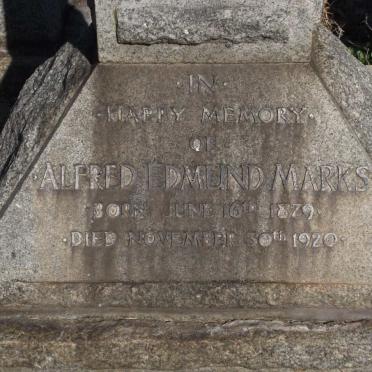 ·IN·
·HAPPY MEMORY·
OF
·ALFRED EDMUND MARKS·
·BORN JUNE 16th 1879·
·DIED NOVEMBER 30th 1920·